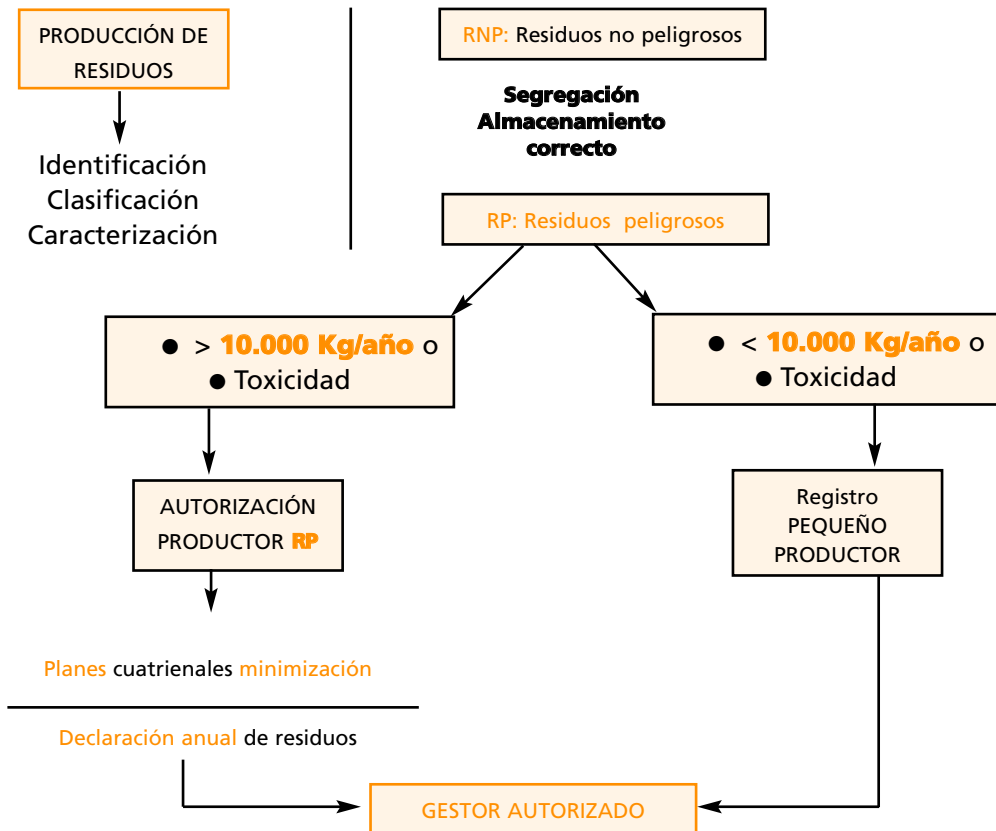 PRODUCCIÓN DE
RESIDUOS
Identificación
Clasificación
Caracterización
RNP: Residuos no peligrosos
Segregación
Almacenamiento
correcto
RP: Residuos peligrosos
● > 10.000 Kg/año o
● Toxicidad
● < 10.000 Kg/año o
● Toxicidad
AUTORIZACIÓN
PRODUCTOR RP
Registro
PEQUEÑO
PRODUCTOR
Planes cuatrienales minimización
Declaración anual de residuos
GESTOR AUTORIZADO